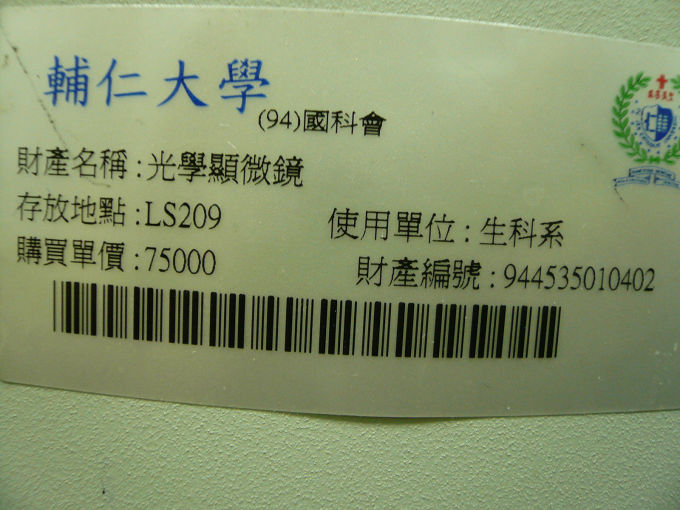 輔仁大學
(94)國科會
財產名稱:光學顯微鏡
存放地點:LS209
使用單位:生科系
購買單價:75000
財產編號:944535010402